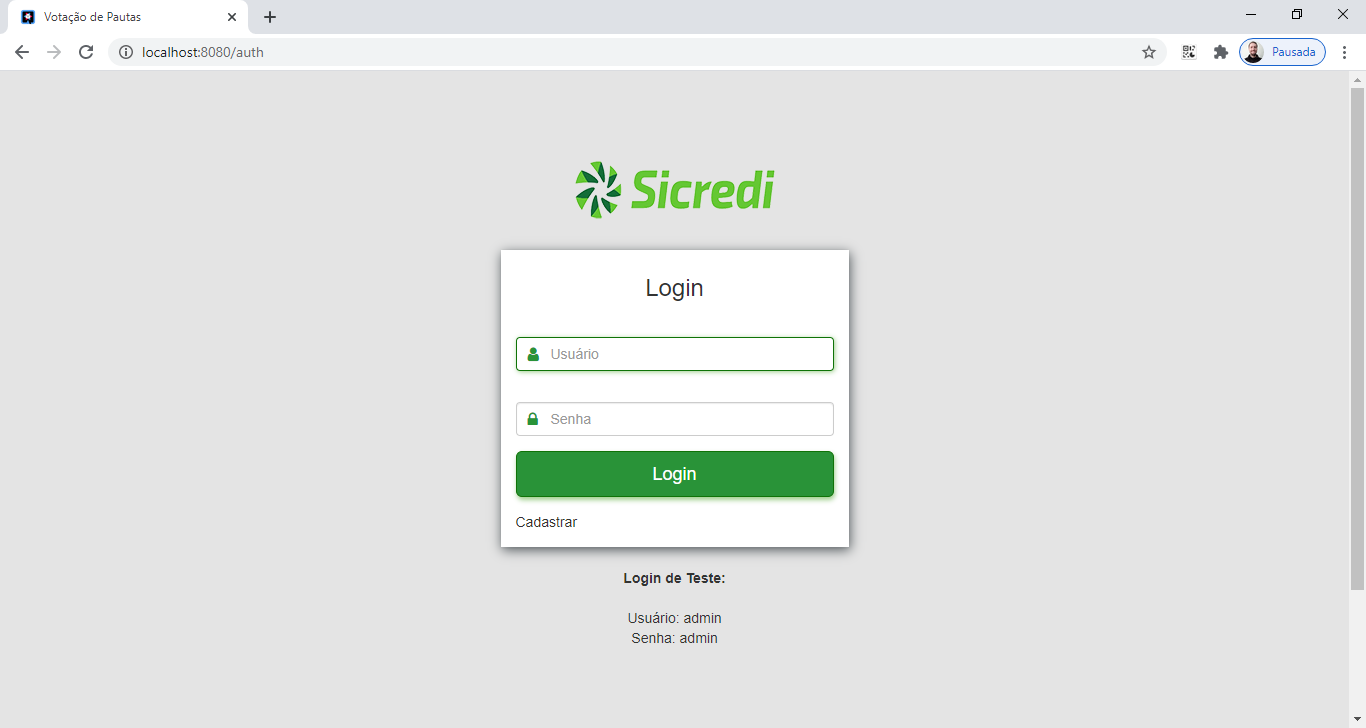 Votação de Pautas
localhost:8080/auth
Pausada
Sicredi
Login
Usuário
Senha
Login
Cadastrar
Login de Teste:
Usuário: admin
Senha: admin